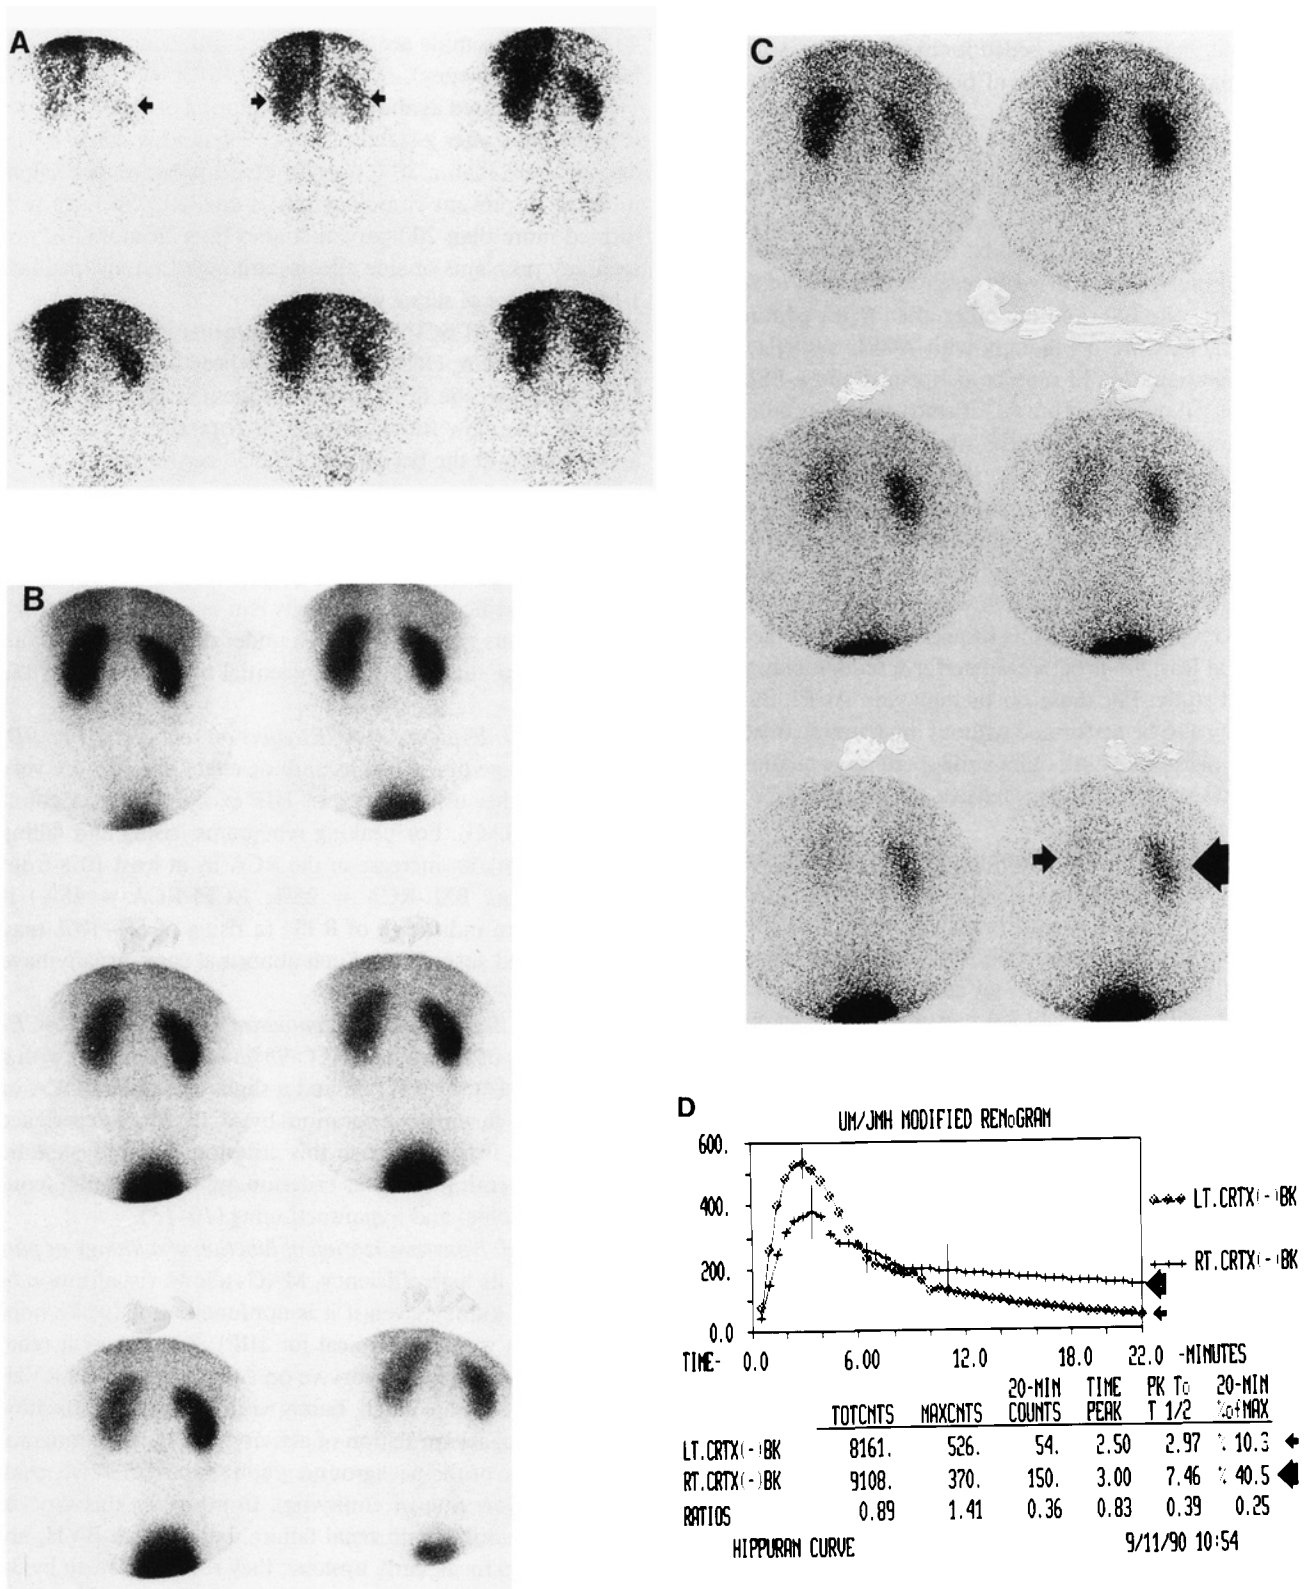 A
C
B
D
UM/JMH MODIFIED RENoGRAM
600.
400.
200.
0.0
LT.CRTX(-)BK
RT.CRTX(-)BK
TIME- 0.0 6.00 12.0 18.0 22.0 -MINUTES
20-MIN TIME PK To 20-MIN
TOTCNTS MAXCNTS COUNTS PEAK T 1/2 %ofMAX
LT.CRTX(-)BK 8161. 526. 54. 2.50 2.97 % 10.3
RT.CRTX(-)BK 9108. 370. 150. 3.00 7.46 % 40.5
RATIOS 0.89 1.41 0.36 0.83 0.39 0.25
HIPPURAN CURVE 9/11/90 10:54